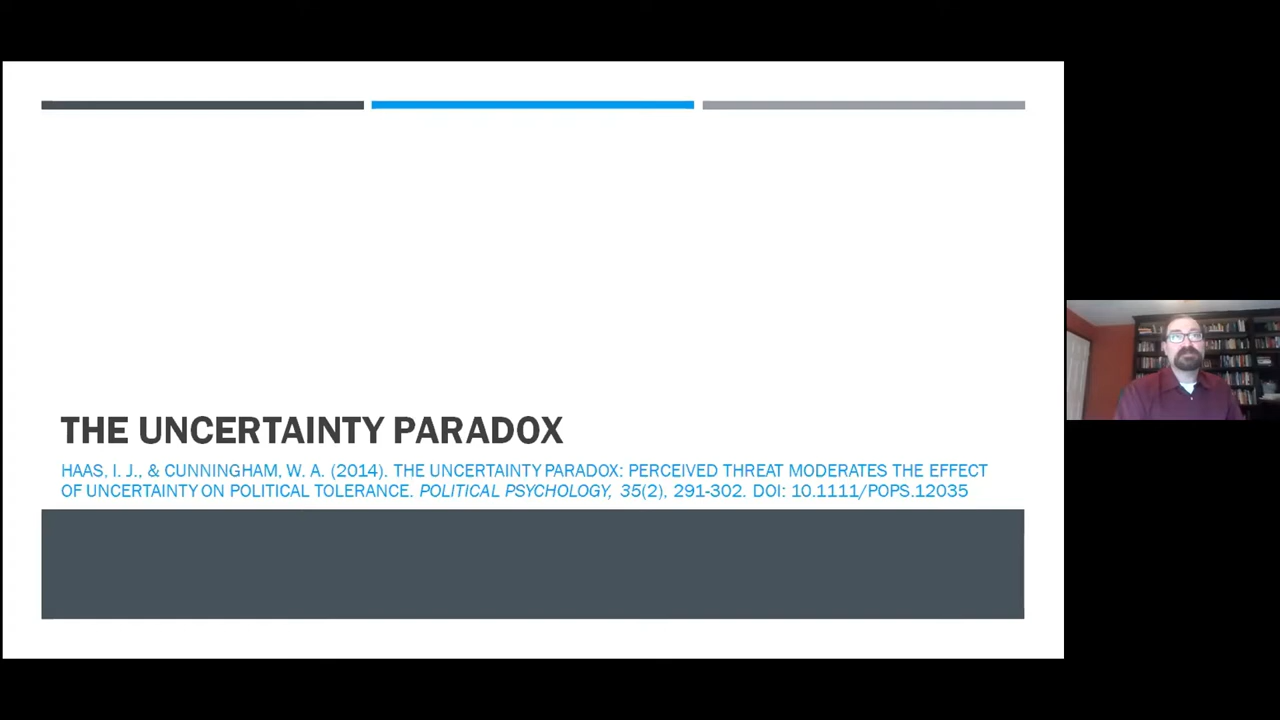 THE UNCERTAINTY PARADOX
HAAS, I. J., & CUNNINGHAM, W. A. (2014). THE UNCERTAINTY PARADOX: PERCEIVED THREAT MODERATES THE EFFECT
OF UNCERTAINTY ON POLITICAL TOLERANCE. POLITICAL PSYCHOLOGY, 35(2), 291-302. DOI: 10.1111/POPS.12035